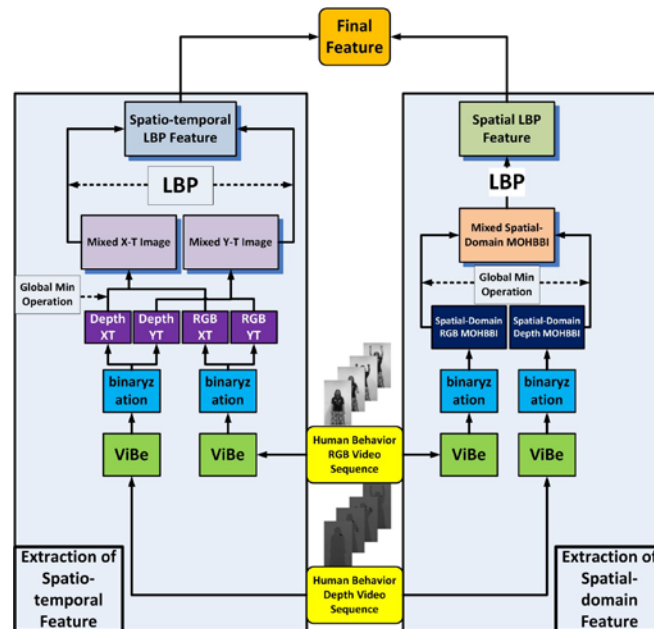 Final
Feature
Spatio-temporal
LBP Feature
LBP
Mixed X-T Image
Mixed Y-T Image
Global Min
Operation
Depth
XT
Depth
YT
RGB
XT
RGB
YT
binaryz
ation
binaryz
ation
ViBe
ViBe
Extraction of
Spatio-
temporal
Feature
Human Behavior
RGB Video
Sequence
Human Behavior
Depth Video
Sequence
Spatial LBP
Feature
LBP
Mixed Spatial-
Domain MOHBBI
Global Min
Operation
Spatial-Domain
RGB MOHBBI
Spatial-Domain
Depth MOHBBI
binaryz
ation
binaryz
ation
ViBe
ViBe
Extraction of
Spatial-
domain
Feature